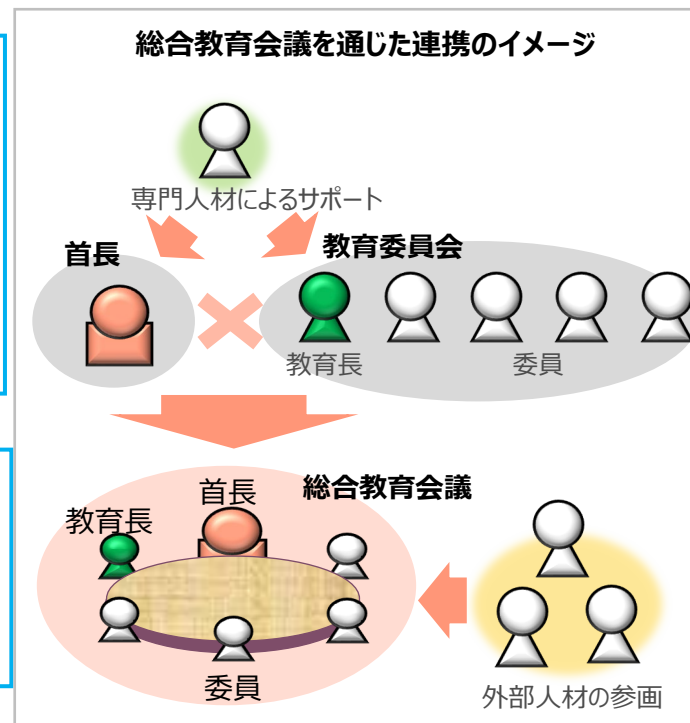 総合教育会議を通じた連携のイメージ
専門人材によるサポート
首長
教育委員会
教育長
委員
総合教育会議
首長
教育長
委員
外部人材の参画